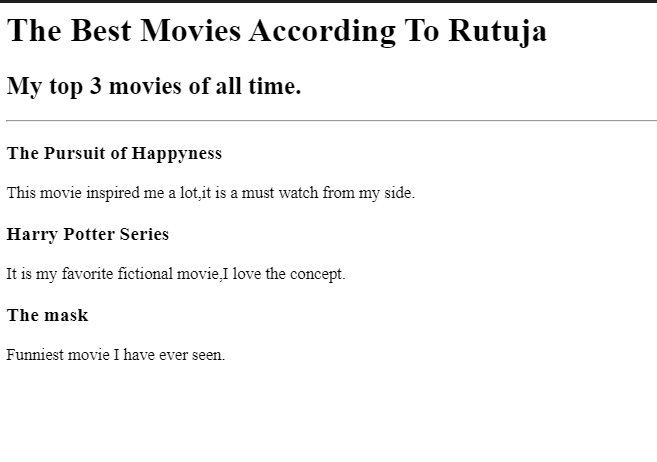 The Best Movies According To Rutuja
My top 3 movies of all time.
The Pursuit of Happyness
This movie inspired me a lot,it is a must watch from my side.
Harry Potter Series
It is my favorite fictional movie,I love the concept.
The mask
Funniest movie I have ever seen.